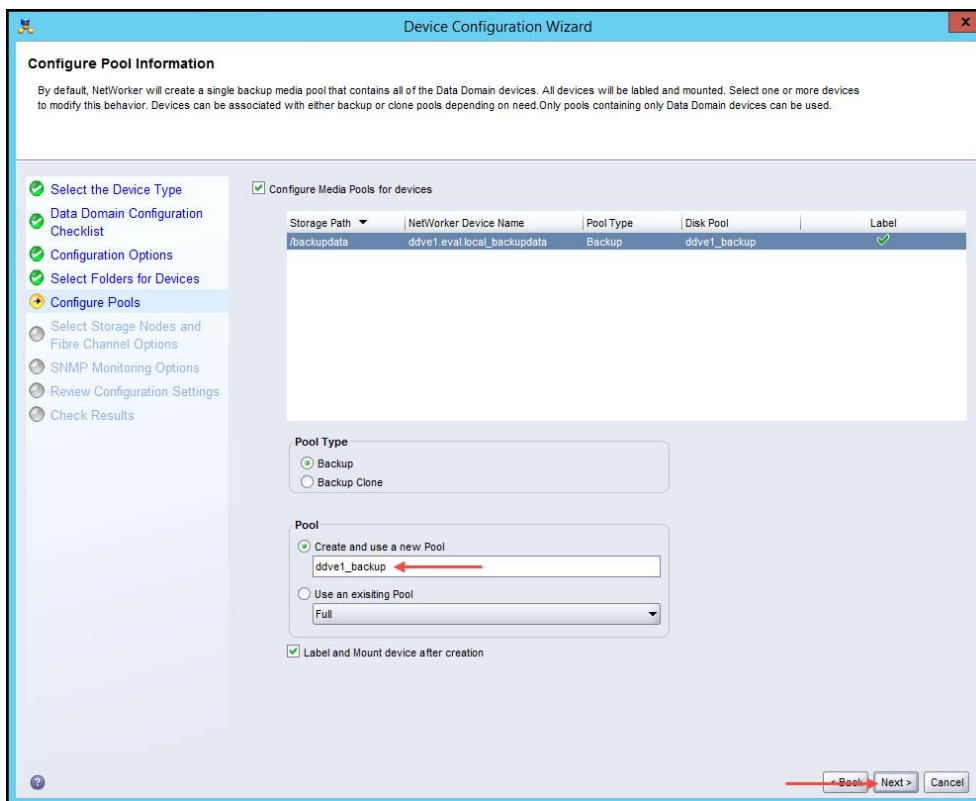 Device Configuration Wizard
x
Configure Pool Information
By default, NetWorker will create a single backup media pool that contains all of the Data Domain devices. All devices will be labled and mounted. Select one or more devices
to modify this behavior. Devices can be associated with either backup or clone pools depending on need.Only pools containing only Data Domain devices can be used.
Select the Device Type
Data Domain Configuration
Checklist
Configuration Options
Select Folders for Devices
Configure Pools
Select Storage Nodes and
Fibre Channel Options
SNMP Monitoring Options
Review Configuration Settings
Check Results
Configure Media Pools for devices
Storage Path NetWorker Device Name Pool Type Disk Pool Label
/backupdata ddve1.eval.local_backupdata Backup ddve1_backup
Pool Type
Backup
Backup Clone
Pool
Create and use a new Pool
ddve1_backup
Use an exisiting Pool
Full
Label and Mount device after creation
?
< Back Next > Cancel